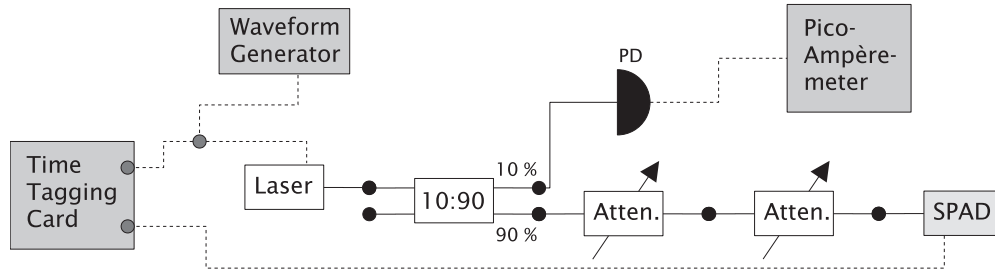 Waveform
Generator
PD
Pico-
Ampère-
meter
Time
Tagging
Card
Laser
10:90
10 %
90 %
Atten.
Atten.
SPAD